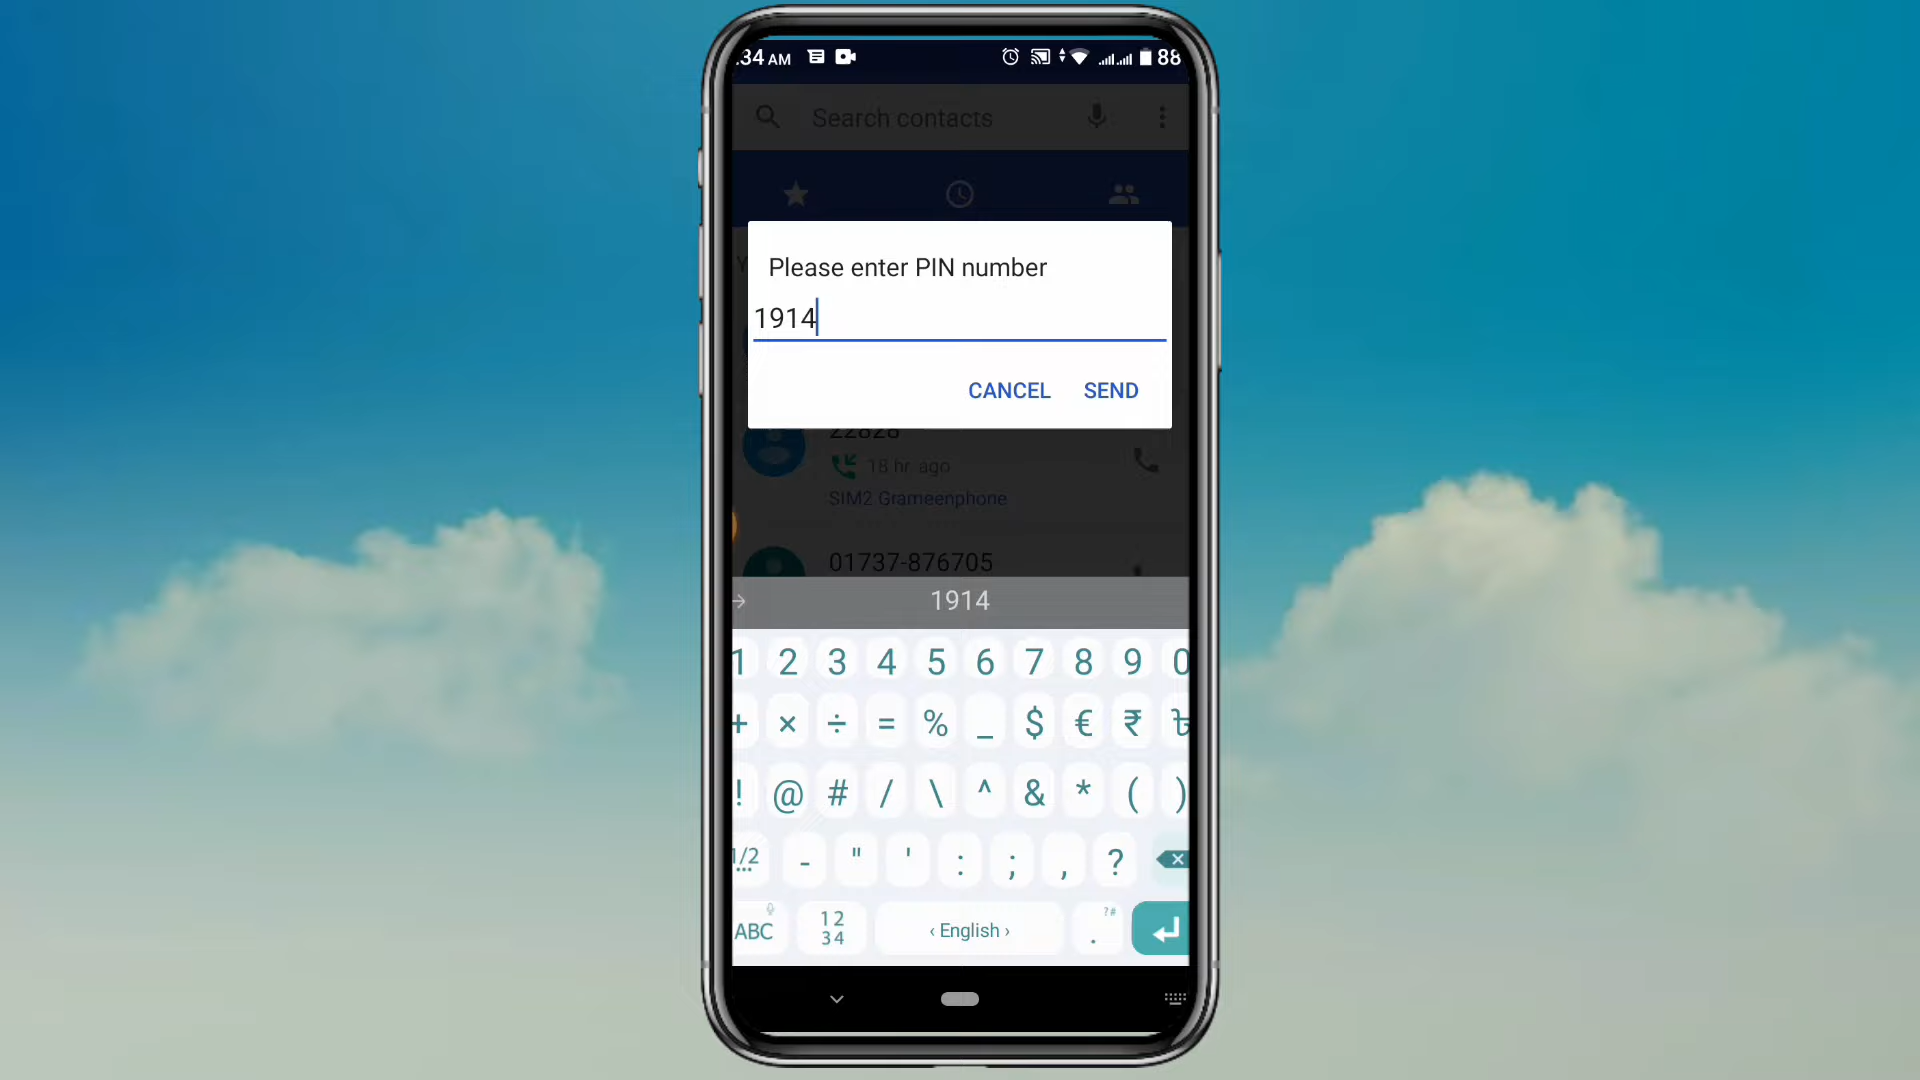 :34 AM 88
Search contacts
Please enter PIN number
1914
CANCEL SEND
22828
18 hr. ago
SIM2 Grameenphone
01737-876705
1914
1 2 3 4 5 6 7 8 9 0
+ × ÷ = % _ $ € ₹ ৳
! @ # / \ ^ & * ( )
1/2 - " ' : ; , ?
ABC 12 34 ‹ English › . ?#